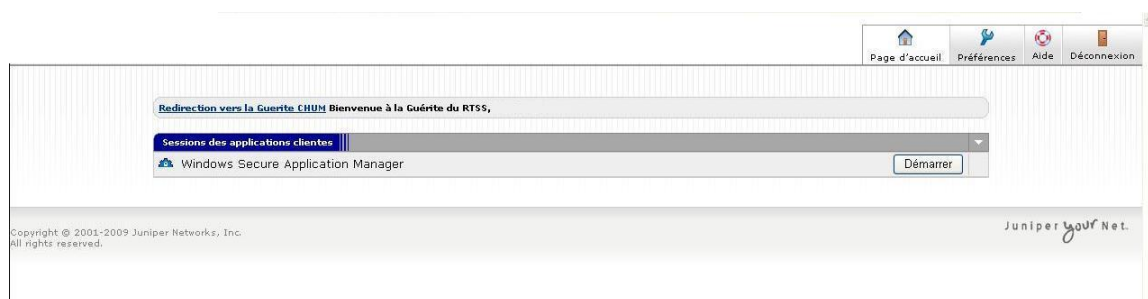 Page d'accueil Préférences Aide Déconnexion
Redirection vers la Guerite CHUM Bienvenue à la Guérite du RTSS,
Sessions des applications clientes
Windows Secure Application Manager Démarrer
Copyright © 2001-2009 Juniper Networks, Inc.
All rights reserved.
Juniper your Net.